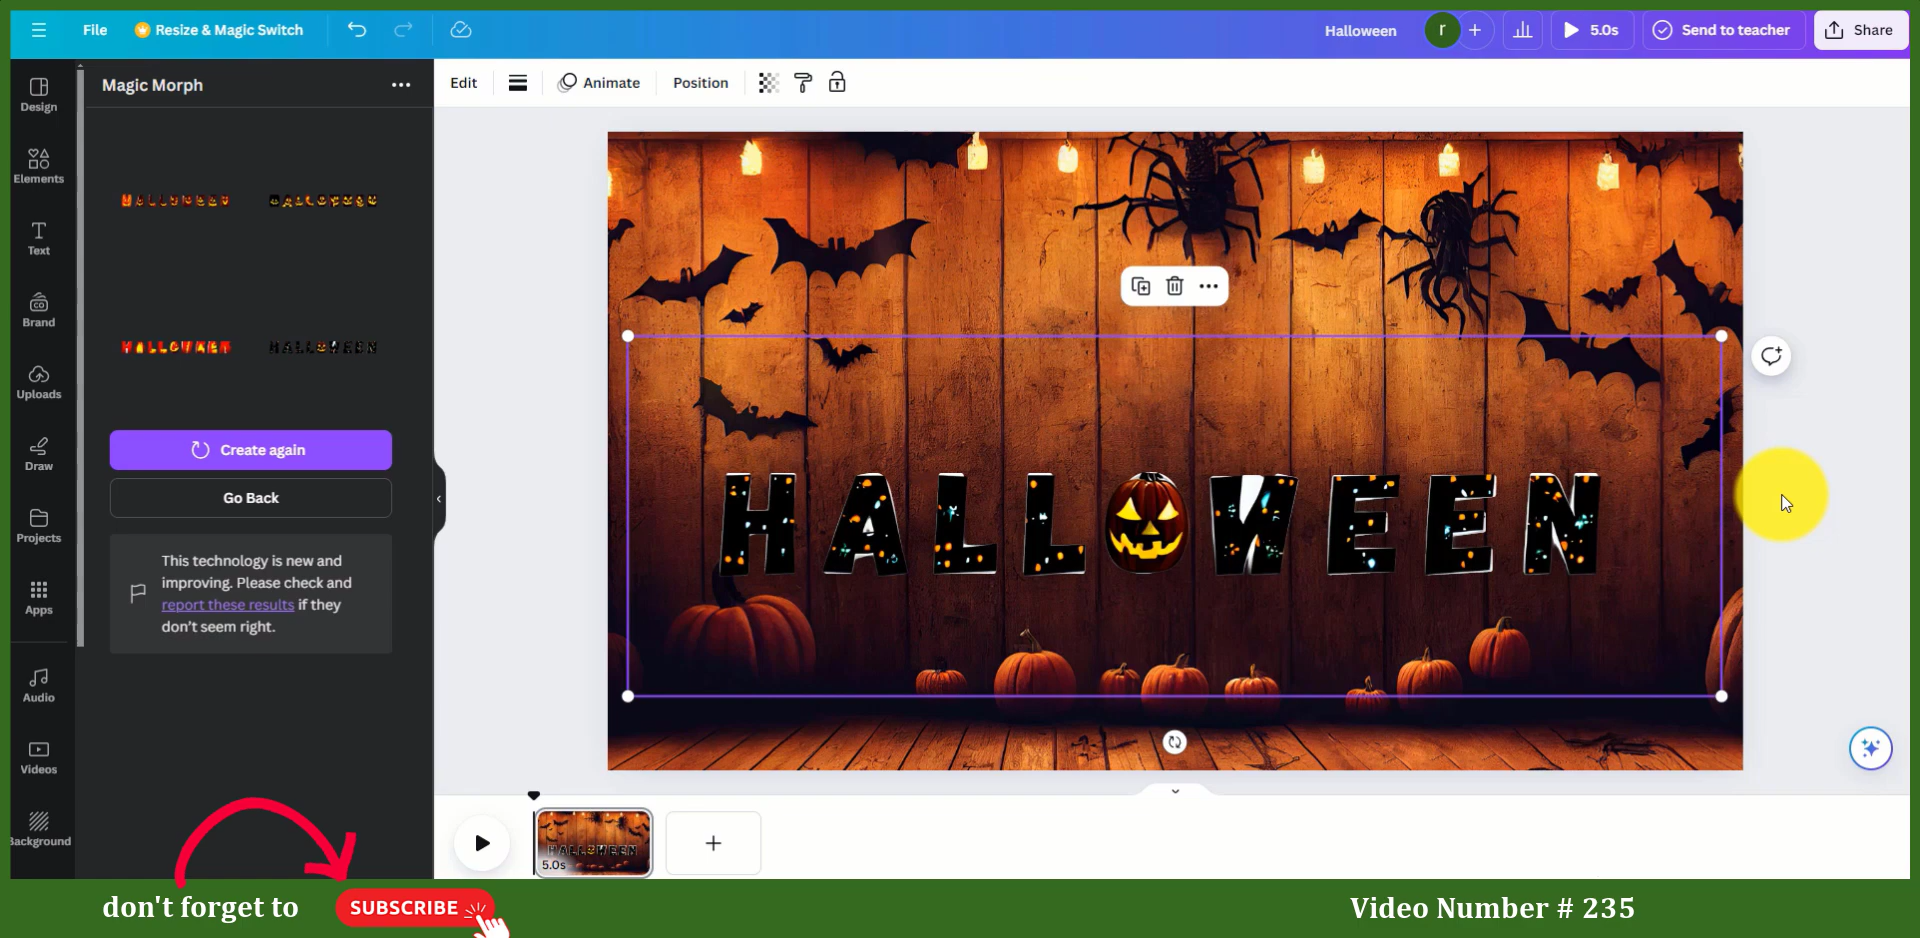 File
Resize & Magic Switch
Halloween
r
5.0s
Send to teacher
Share
Design
Elements
Text
Brand
Uploads
Draw
Projects
Apps
Audio
Videos
Background
Magic Morph
Create again
Go Back
This technology is new and
improving. Please check and
report these results if they
don't seem right.
Edit
Animate
Position
HALLOWEEN
5.0s
don't forget to
SUBSCRIBE
Video Number # 235